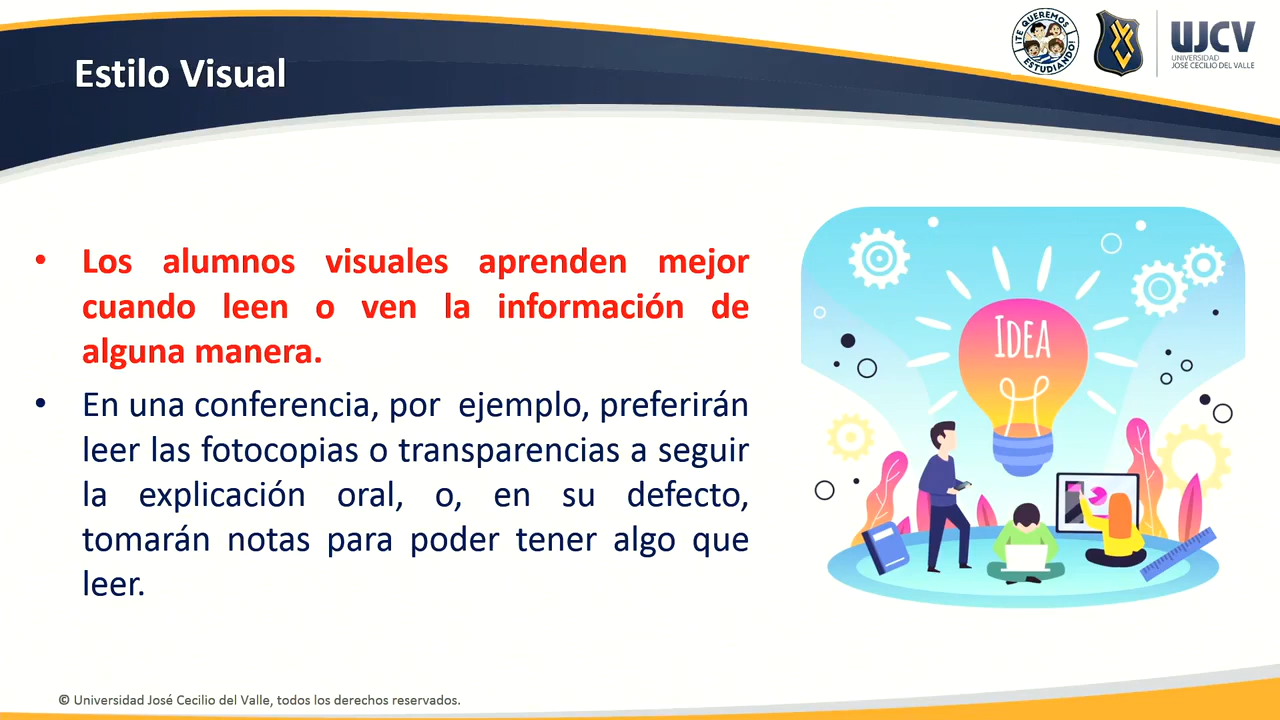 Estilo Visual
¡TE QUEREMOS
ESTUDIANDO!
UJCV
UNIVERSIDAD
JOSÉ CECILIO DEL VALLE
• Los alumnos visuales aprenden mejor
cuando leen o ven la información de
alguna manera.
• En una conferencia, por ejemplo, preferirán
leer las fotocopias o transparencias a seguir
la explicación oral, o, en su defecto,
tomarán notas para poder tener algo que
leer.
IDEA
© Universidad José Cecilio del Valle, todos los derechos reservados.